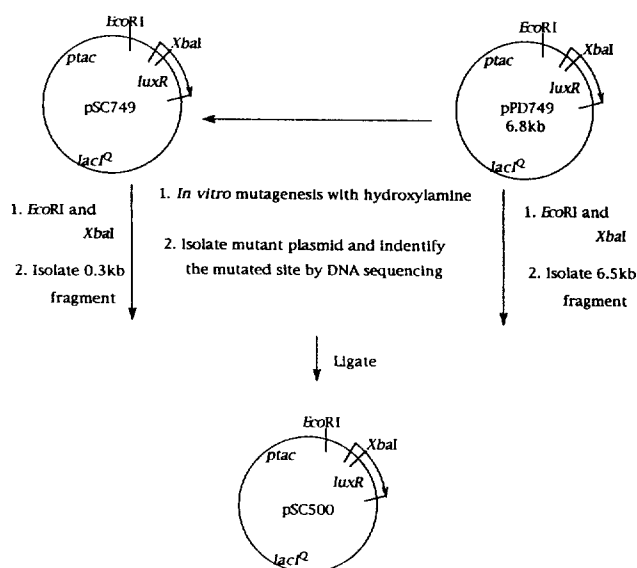 EcoRI
XbaI
ptac
luxR
pSC749
lacIQ
EcoRI
XbaI
ptac
luxR
pPD749
6.8kb
lacIQ
1. EcoRI and
XbaI
2. Isolate 0.3kb
fragment
1. In vitro mutagenesis with hydroxylamine
2. Isolate mutant plasmid and indentify
the mutated site by DNA sequencing
1. EcoRI and
XbaI
2. Isolate 6.5kb
fragment
Ligate
EcoRI
XbaI
ptac
luxR
pSC500
lacIQ